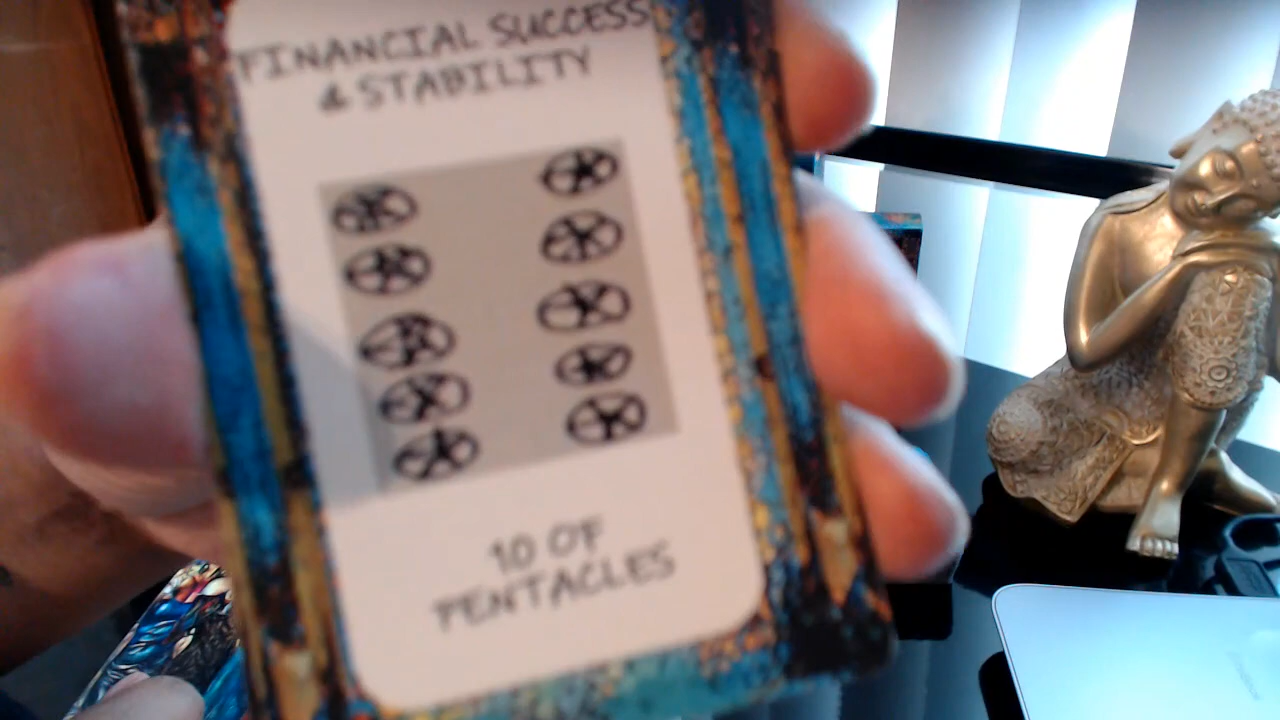 FINANCIAL SUCCESS
& STABILITY
10 OF
PENTACLES